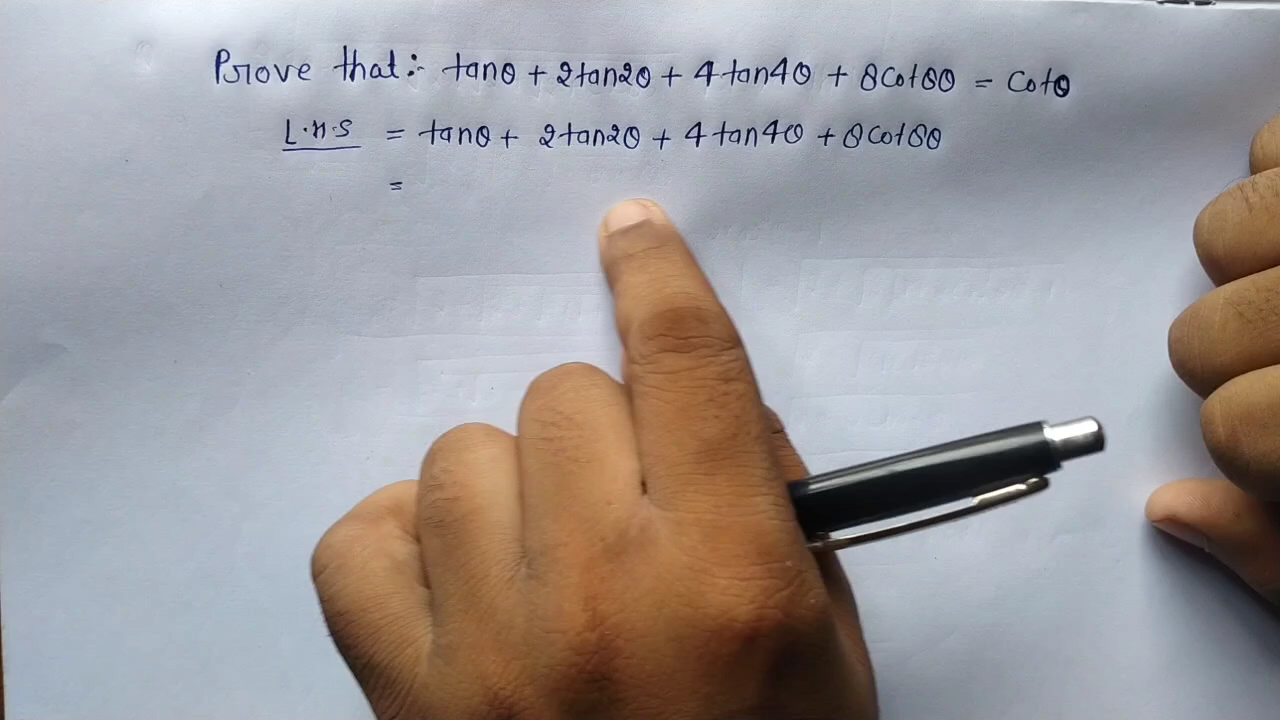 Prove that :- tanθ + 2tan2θ + 4tan4θ + 8cot8θ = cotθ
L.H.S = tanθ + 2tan2θ + 4tan4θ + 8cot8θ
=